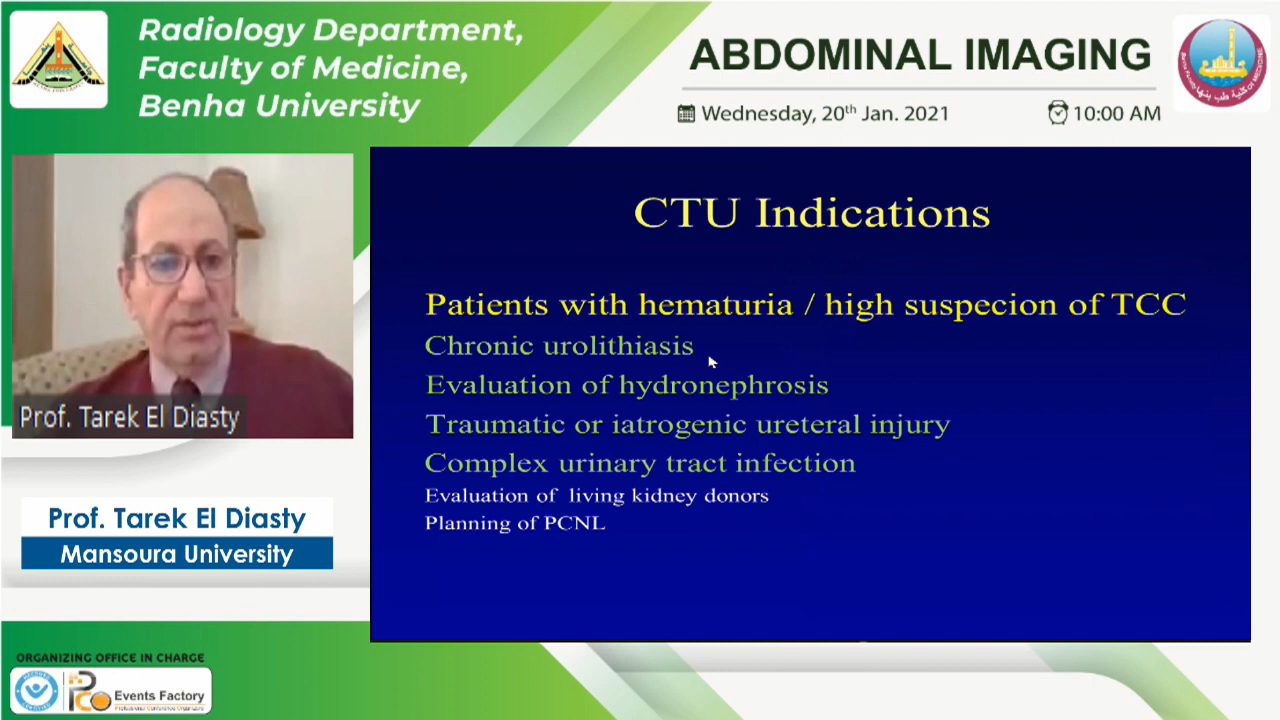 Radiology Department,
Faculty of Medicine,
Benha University
ABDOMINAL IMAGING
Wednesday, 20th Jan. 2021
10:00 AM
CTU Indications
Patients with hematuria / high suspecion of TCC
Chronic urolithiasis
Evaluation of hydronephrosis
Traumatic or iatrogenic ureteral injury
Complex urinary tract infection
Evaluation of living kidney donors
Planning of PCNL
Prof. Tarek El Diasty
Prof. Tarek El Diasty
Mansoura University
ORGANIZING OFFICE IN CHARGE
Events Factory
Professional Conference Organizers